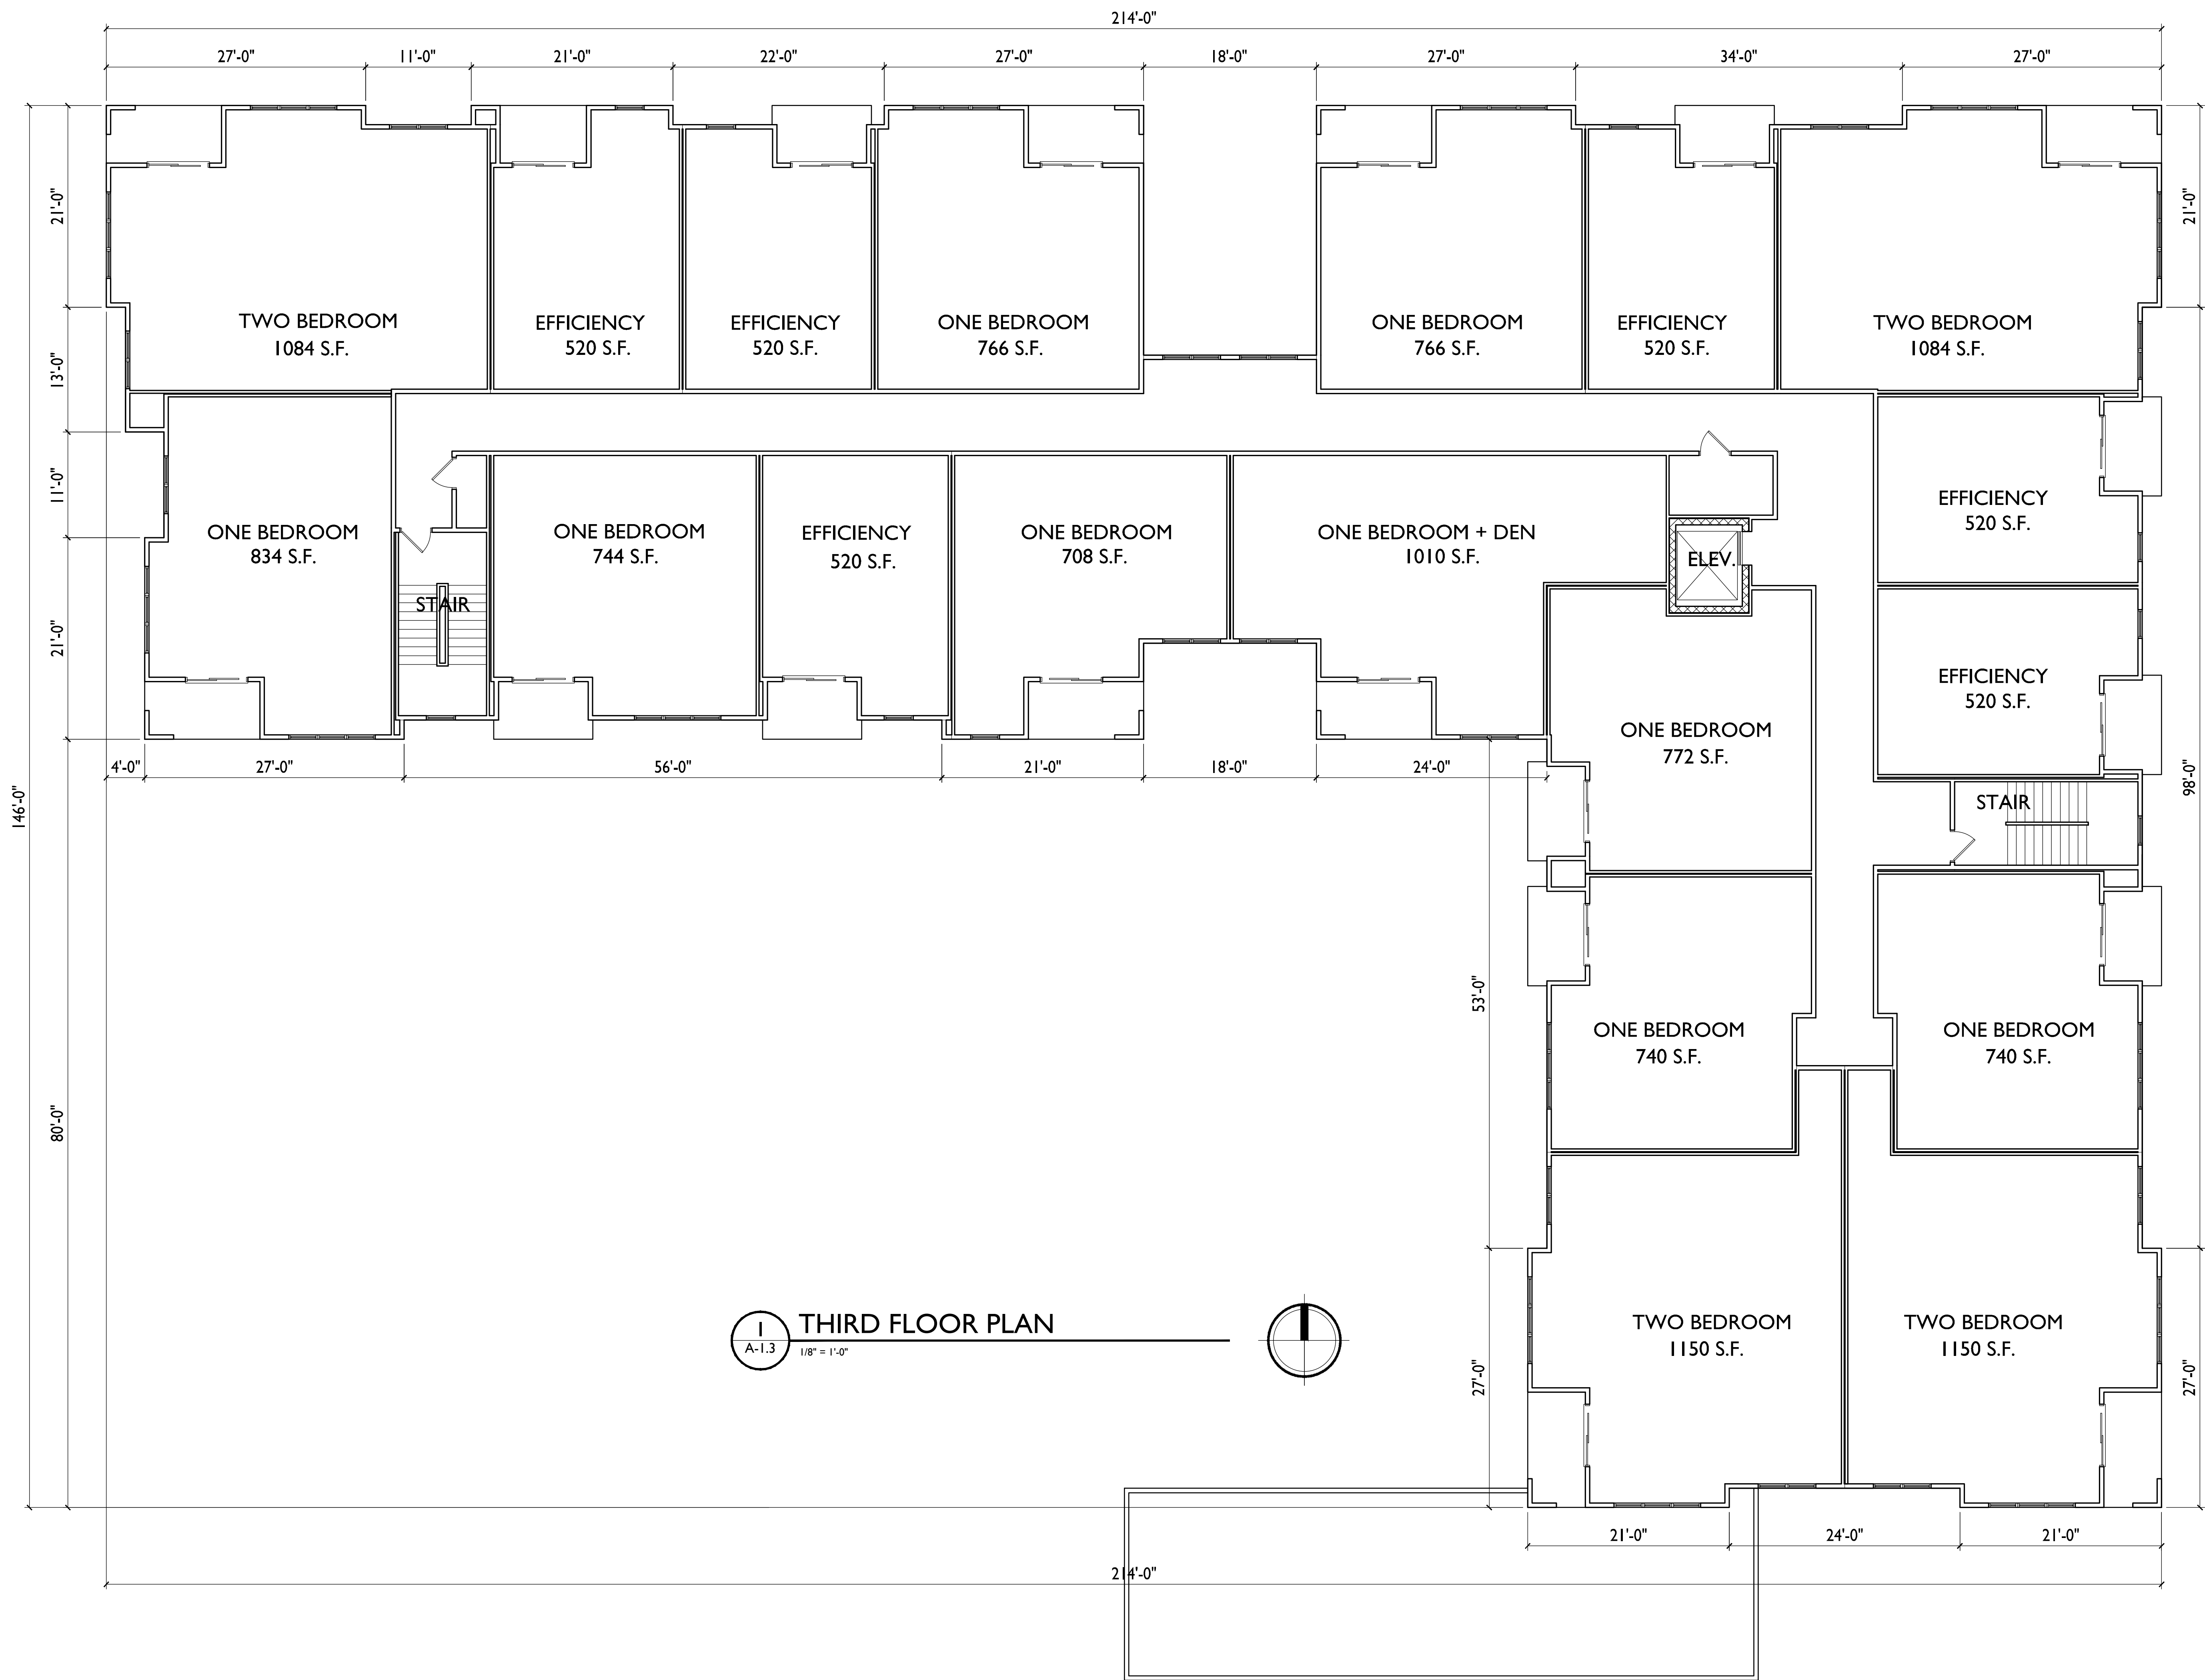 214'-0"
27'-0"
11'-0"
21'-0"
22'-0"
27'-0"
18'-0"
27'-0"
34'-0"
27'-0"
21'-0"
21'-0"
TWO BEDROOM
1084 S.F.
EFFICIENCY
520 S.F.
EFFICIENCY
520 S.F.
ONE BEDROOM
766 S.F.
ONE BEDROOM
766 S.F.
EFFICIENCY
520 S.F.
TWO BEDROOM
1084 S.F.
13'-0"
11'-0"
21'-0"
ONE BEDROOM
834 S.F.
STAIR
ONE BEDROOM
744 S.F.
EFFICIENCY
520 S.F.
ONE BEDROOM
708 S.F.
ONE BEDROOM + DEN
1010 S.F.
ELEV.
EFFICIENCY
520 S.F.
EFFICIENCY
520 S.F.
ONE BEDROOM
772 S.F.
STAIR
4'-0"
27'-0"
56'-0"
21'-0"
18'-0"
24'-0"
146'-0"
98'-0"
80'-0"
53'-0"
ONE BEDROOM
740 S.F.
ONE BEDROOM
740 S.F.
1
A-1.3
THIRD FLOOR PLAN
1/8" = 1'-0"
TWO BEDROOM
1150 S.F.
TWO BEDROOM
1150 S.F.
27'-0"
27'-0"
21'-0"
24'-0"
21'-0"
214'-0"